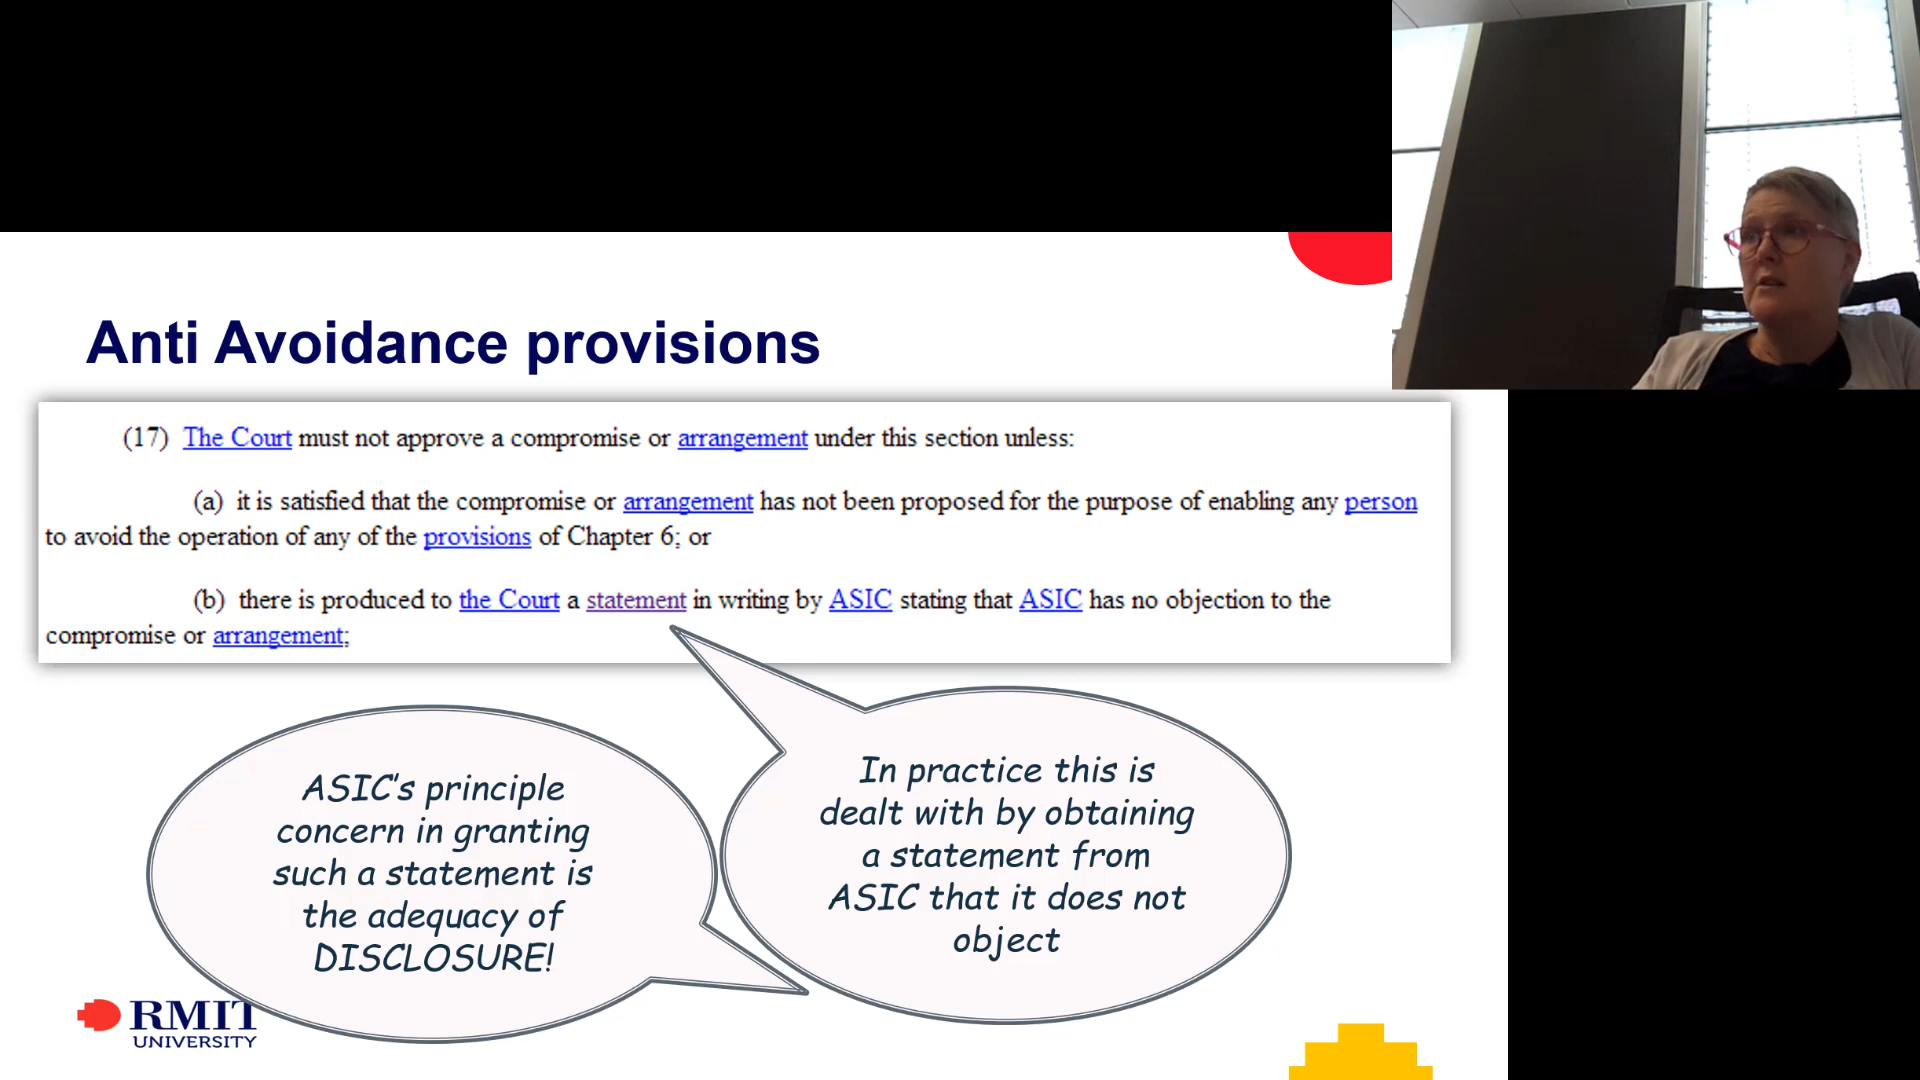 Anti Avoidance provisions
(17) The Court must not approve a compromise or arrangement under this section unless:
(a) it is satisfied that the compromise or arrangement has not been proposed for the purpose of enabling any person
to avoid the operation of any of the provisions of Chapter 6; or
(b) there is produced to the Court a statement in writing by ASIC stating that ASIC has no objection to the
compromise or arrangement;
ASIC's principle
concern in granting
such a statement is
the adequacy of
DISCLOSURE!
In practice this is
dealt with by obtaining
a statement from
ASIC that it does not
object
RMIT
UNIVERSITY